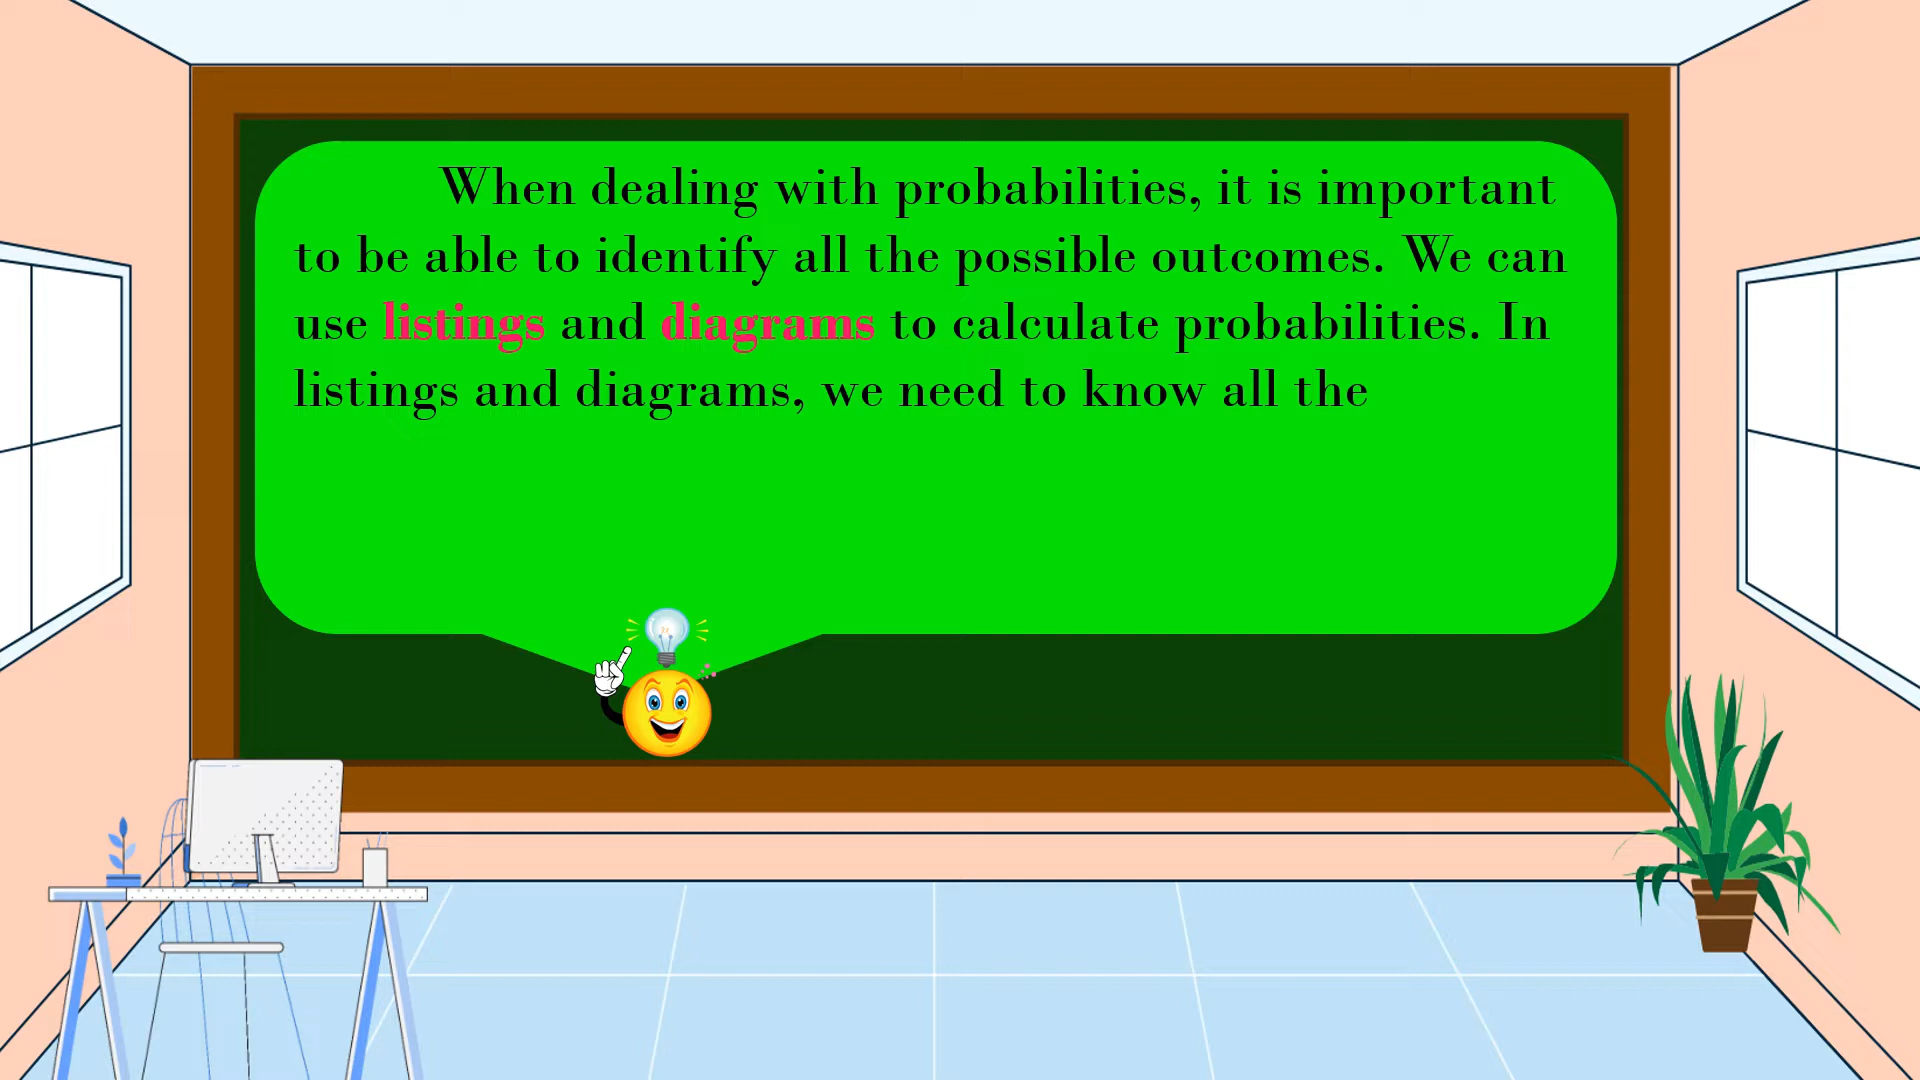 When dealing with probabilities, it is important
to be able to identify all the possible outcomes. We can
use listings and diagrams to calculate probabilities. In
listings and diagrams, we need to know all the